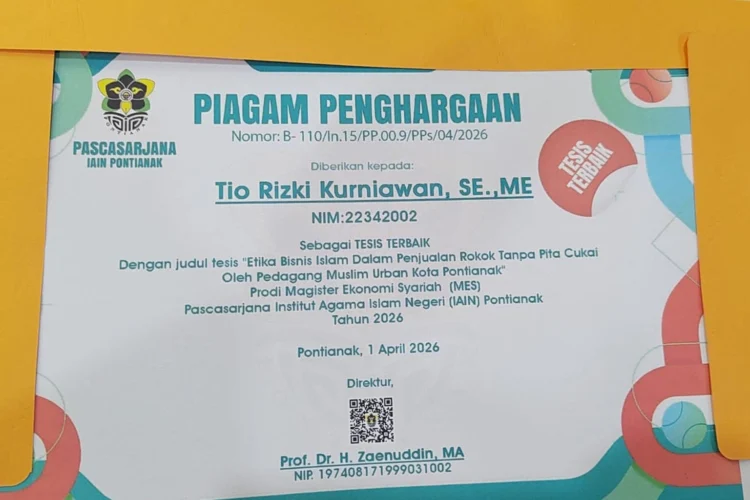 PASCASARJANA
IAIN PONTIANAK
PIAGAM PENGHARGAAN
Nomor: B- 110/In.15/PP.00.9/PPs/04/2026
TESIS
TERBAIK
Diberikan kepada:
Tio Rizki Kurniawan, SE.,ME
NIM:22342002
Sebagai TESIS TERBAIK
Dengan judul tesis "Etika Bisnis Islam Dalam Penjualan Rokok Tanpa Pita Cukai
Oleh Pedagang Muslim Urban Kota Pontianak"
Prodi Magister Ekonomi Syariah (MES)
Pascasarjana Institut Agama Islam Negeri (IAIN) Pontianak
Tahun 2026
Pontianak, 1 April 2026
Direktur,
Prof. Dr. H. Zaenuddin, MA
NIP. 197408171999031002